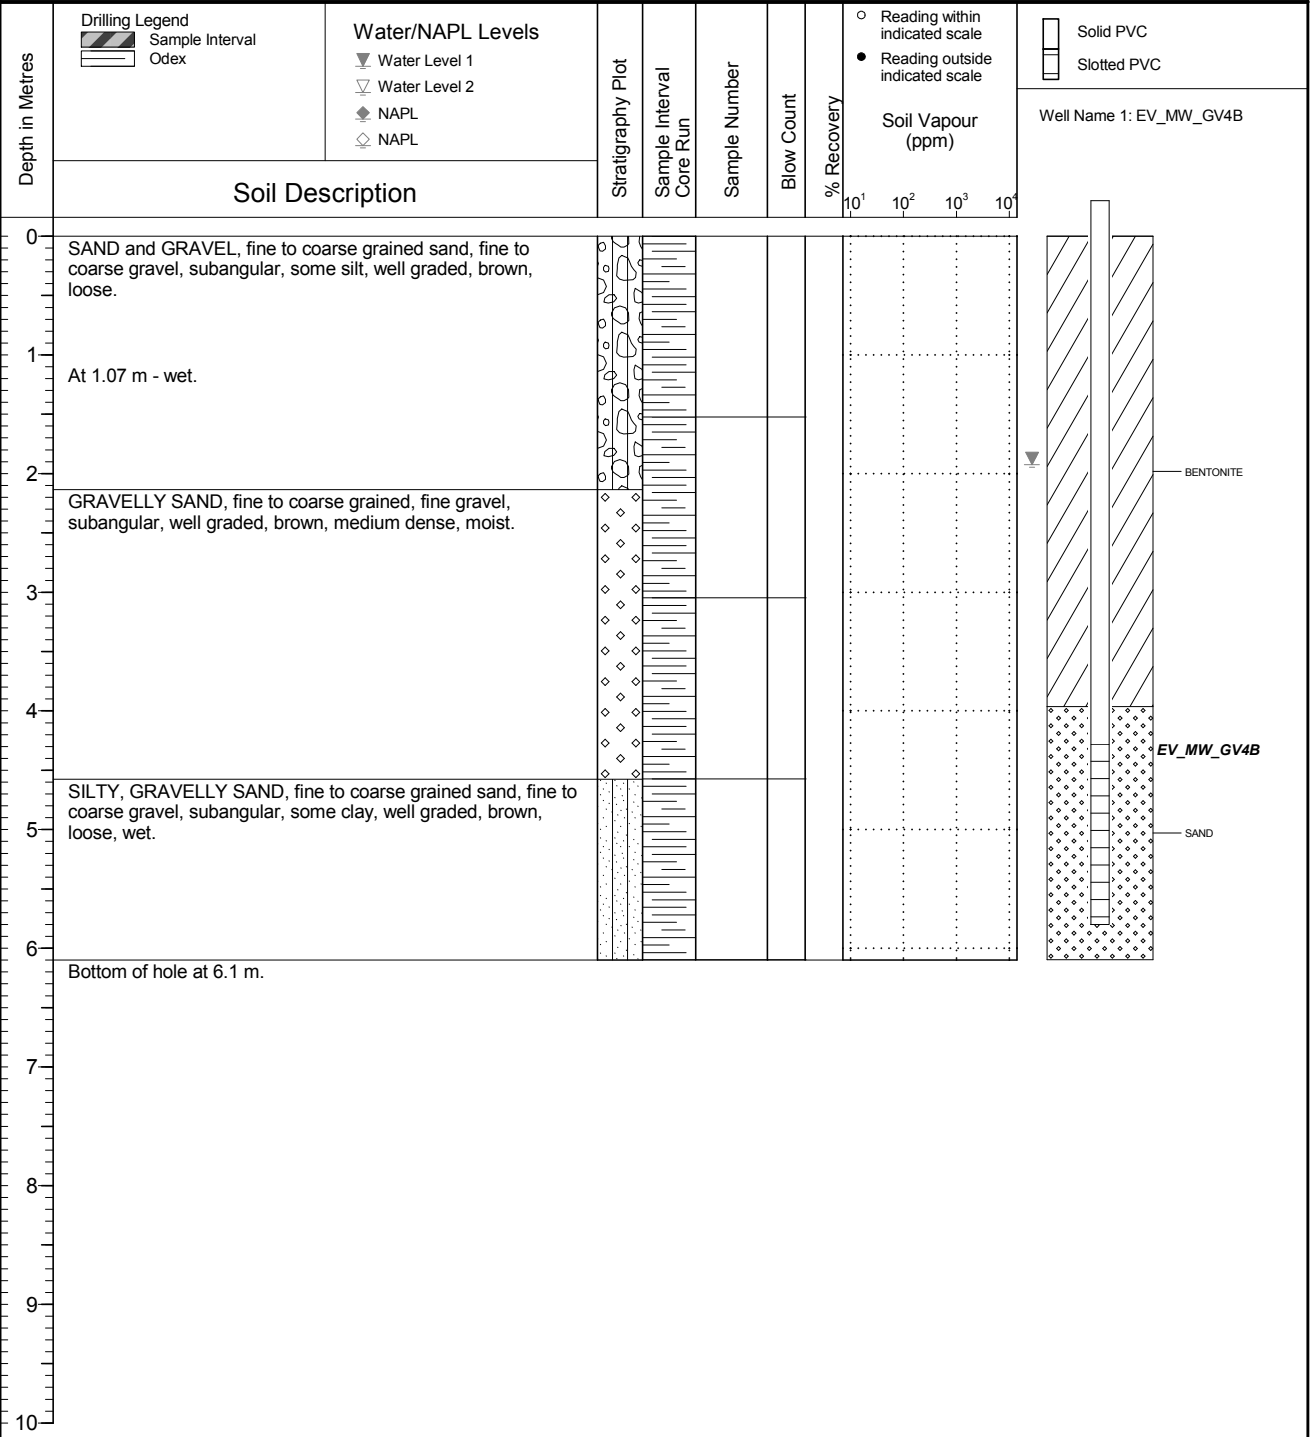 Drilling Legend
Sample Interval
Odex
Water/NAPL Levels
Water Level 1
Water Level 2
NAPL
NAPL
Depth in Metres
Soil Description
Stratigraphy Plot
Sample Interval
Core Run
Sample Number
Blow Count
% Recovery
Reading within
indicated scale
Reading outside
indicated scale
Soil Vapour
(ppm)
10¹ 10² 10³ 10⁴
Solid PVC
Slotted PVC
Well Name 1: EV_MW_GV4B
0
SAND and GRAVEL, fine to coarse grained sand, fine to
coarse gravel, subangular, some silt, well graded, brown,
loose.
1
At 1.07 m - wet.
2
BENTONITE
GRAVELLY SAND, fine to coarse grained, fine gravel,
subangular, well graded, brown, medium dense, moist.
3
4
EV_MW_GV4B
SILTY, GRAVELLY SAND, fine to coarse grained sand, fine to
coarse gravel, subangular, some clay, well graded, brown,
loose, wet.
5
SAND
6
Bottom of hole at 6.1 m.
7
8
9
10